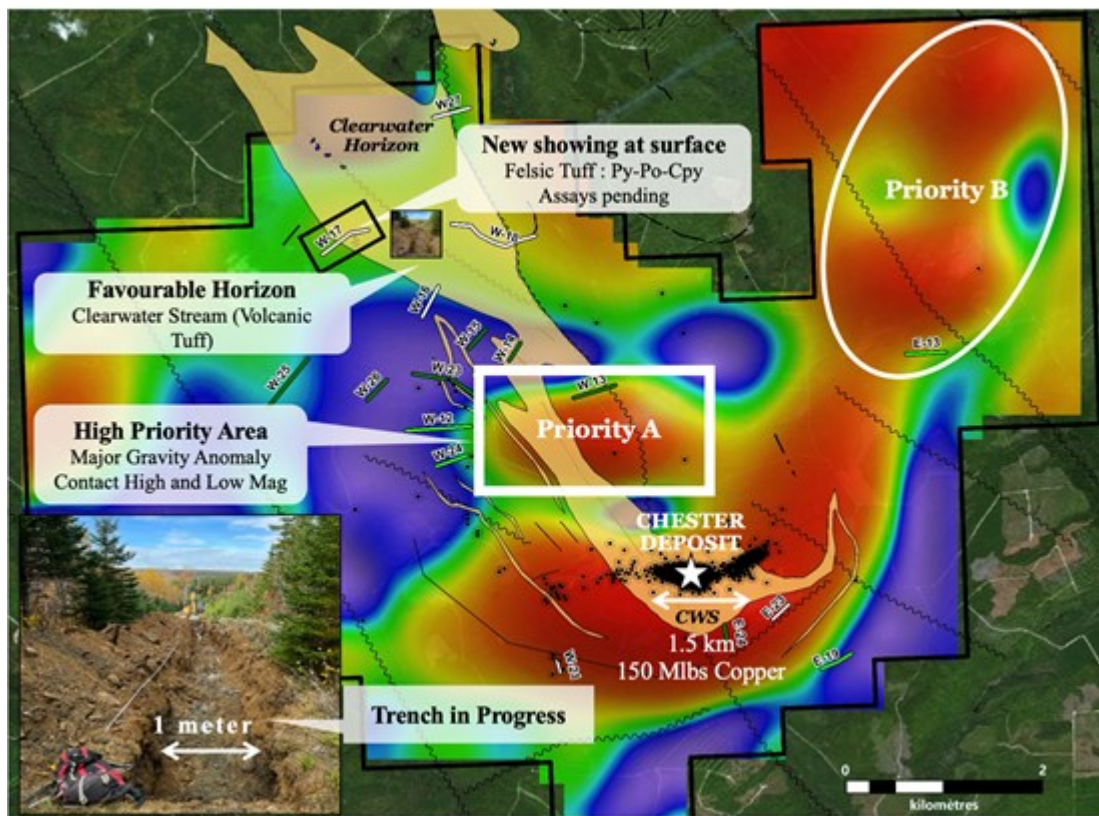 W-27
Clearwater
Horizon
New showing at surface
Felsic Tuff : Py-Po-Cpy
Assays pending
Priority B
W-17
W-18
Favourable Horizon
Clearwater Stream (Volcanic
Tuff)
W-16
W-15
W-14
E-13
W-25
W-26
W-23
W-13
W-12
High Priority Area
Major Gravity Anomaly
Contact High and Low Mag
Priority A
W-24
CHESTER
DEPOSIT
CWS
E-23
1.5 km
150 Mlbs Copper
E-19
Trench in Progress
1 meter
0
2
kilomètres